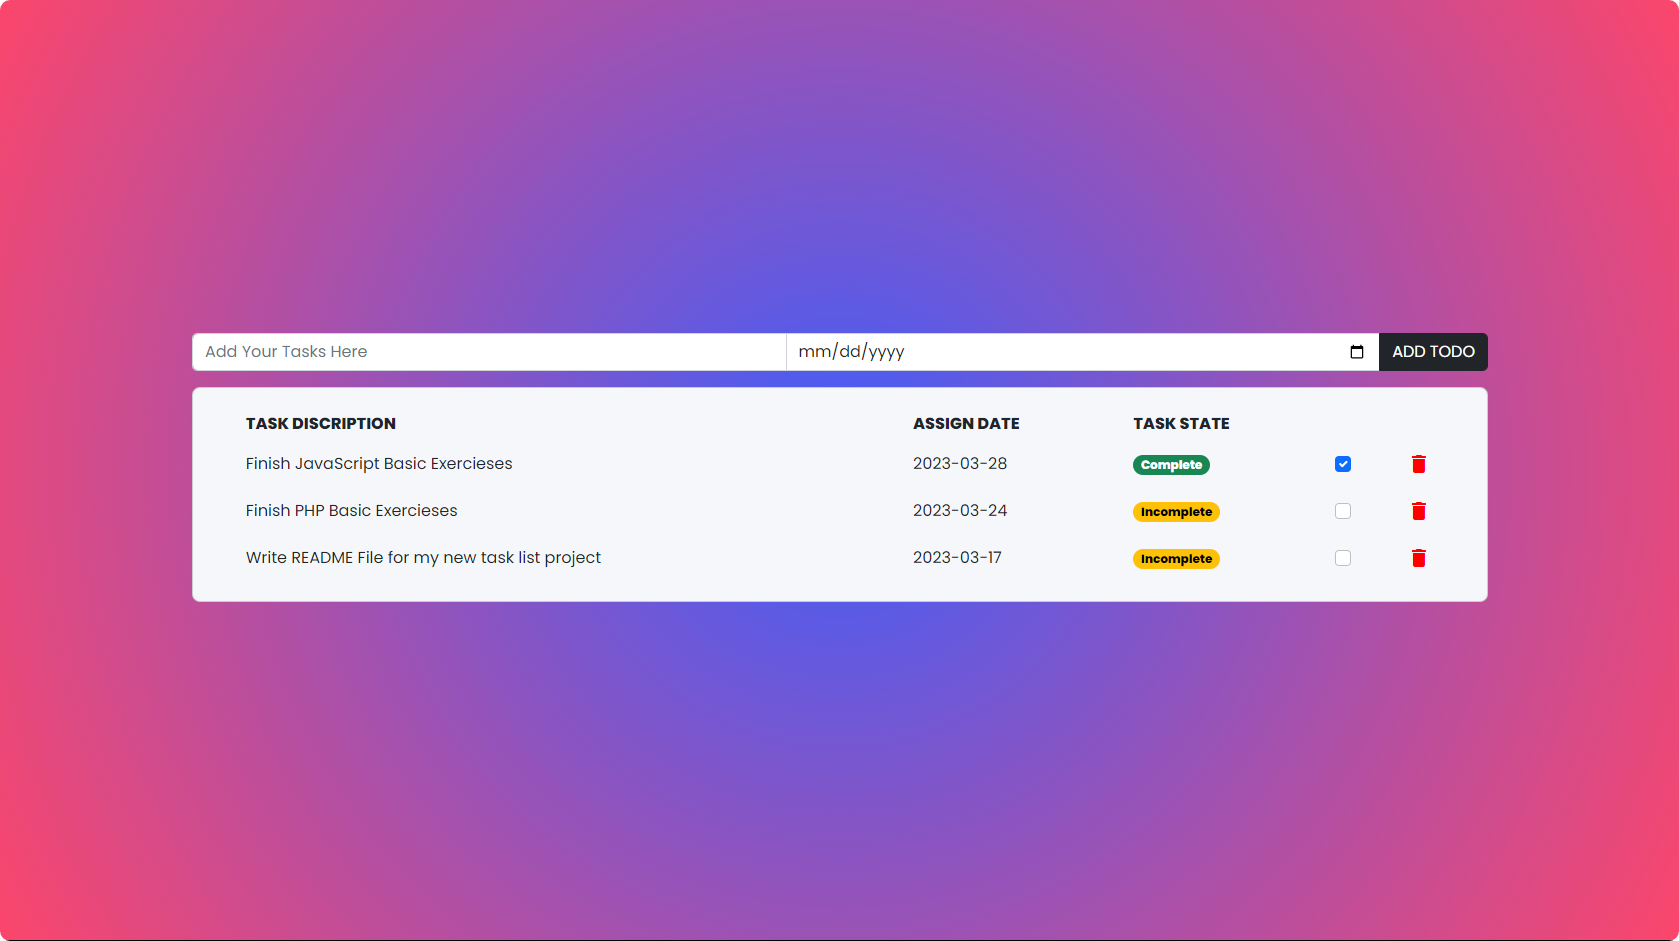 Add Your Tasks Here mm/dd/yyyy ADD TODO
TASK DISCRIPTION ASSIGN DATE TASK STATE
Finish JavaScript Basic Exercieses 2023-03-28 Complete
Finish PHP Basic Exercieses 2023-03-24 Incomplete
Write README File for my new task list project 2023-03-17 Incomplete